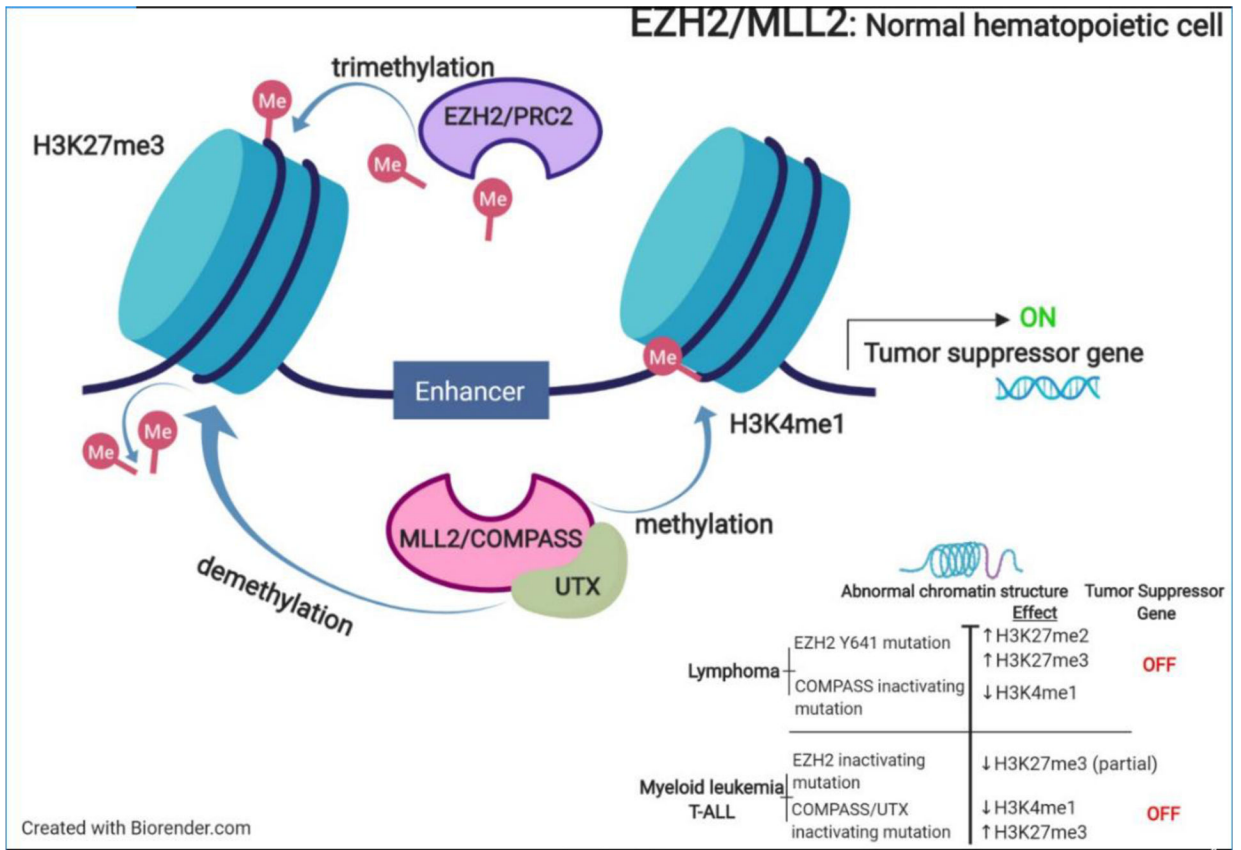 EZH2/MLL2: Normal hematopoietic cell
trimethylation
Me
EZH2/PRC2
H3K27me3
Me
Me
ON
Me
Tumor suppressor gene
Enhancer
H3K4me1
Me
Me
methylation
MLL2/COMPASS
UTX
demethylation
Abnormal chromatin structure
Tumor Suppressor
Gene
Effect
Lymphoma
EZH2 Y641 mutation
↑H3K27me2
↑H3K27me3
OFF
COMPASS inactivating
mutation
↓H3K4me1
Myeloid leukemia
T-ALL
EZH2 inactivating
mutation
↓H3K27me3 (partial)
COMPASS/UTX
inactivating mutation
↓H3K4me1
↑H3K27me3
OFF
Created with Biorender.com